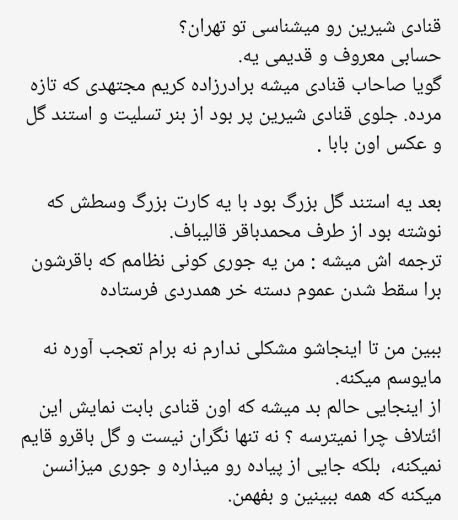 قنادی شیرین رو میشناسی تو تهران؟
حسابی معروف و قدیمی یه.
گویا صاحاب قنادی میشه برادرزاده کریم مجتهدی که تازه
مرده. جلوی قنادی شیرین پر بود از بنر تسلیت و استند گل
و عکس اون بابا .
بعد یه استند گل بزرگ بود با یه کارت بزرگ وسطش که
نوشته بود از طرف محمدباقر قالیباف.
ترجمه اش میشه : من یه جوری کونی نظامم که باقرشون
برا سقط شدن عموم دسته خر همدردی فرستاده
ببین من تا اینجاشو مشکلی ندارم نه برام تعجب آوره نه
مایوسم میکنه.
از اینجایی حالم بد میشه که اون قنادی بابت نمایش این
ائتلاف چرا نمیترسه ؟ نه تنها نگران نیست و گل باقرو قایم
نمیکنه، بلکه جایی از پیاده رو میذاره و جوری میزانسن
میکنه که همه ببینین و بفهمن.